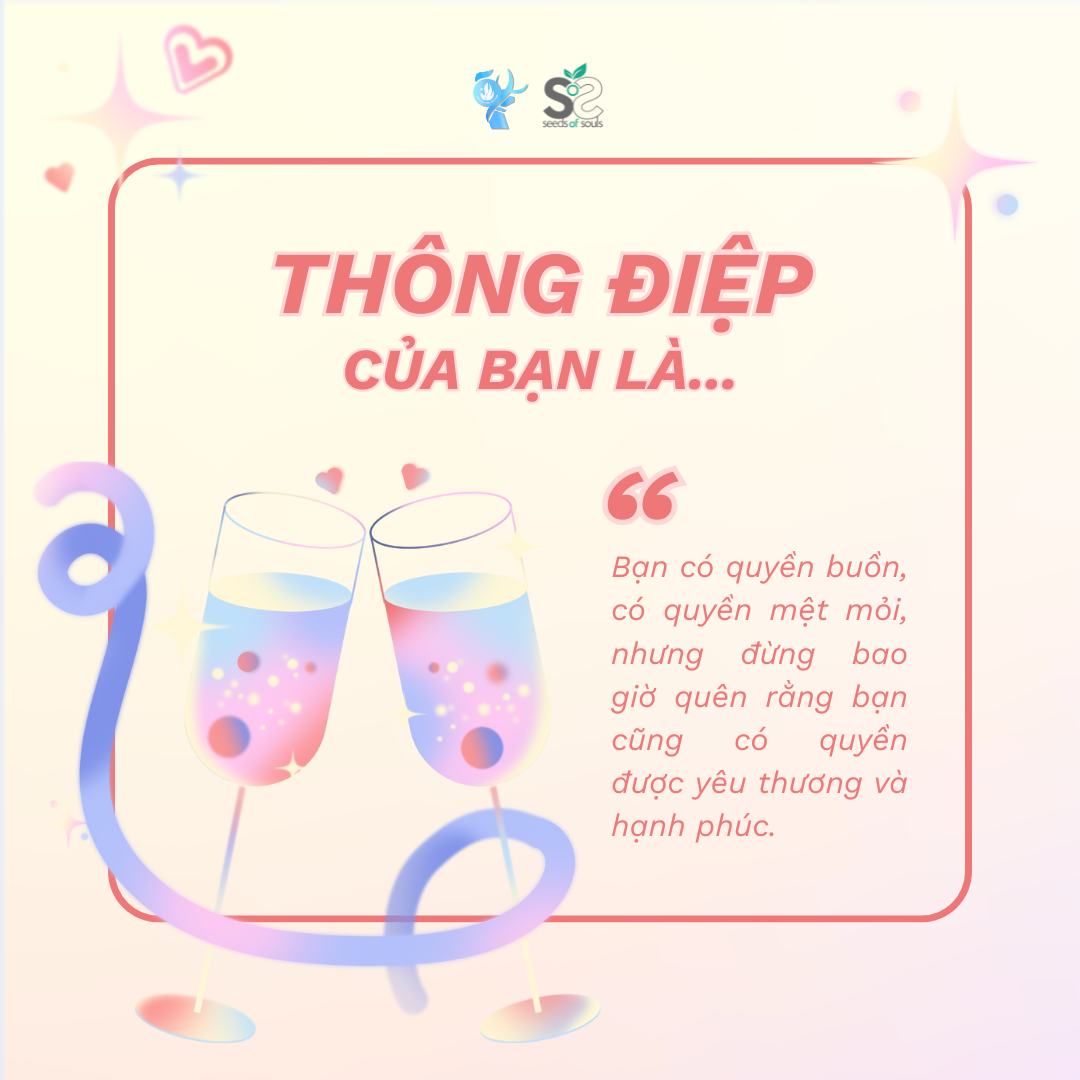 SOS
seeds of souls
THÔNG ĐIỆP
CỦA BẠN LÀ...
“
Bạn có quyền buồn,
có quyền mệt mỏi,
nhưng đừng bao
giờ quên rằng bạn
cũng có quyền
được yêu thương và
hạnh phúc.